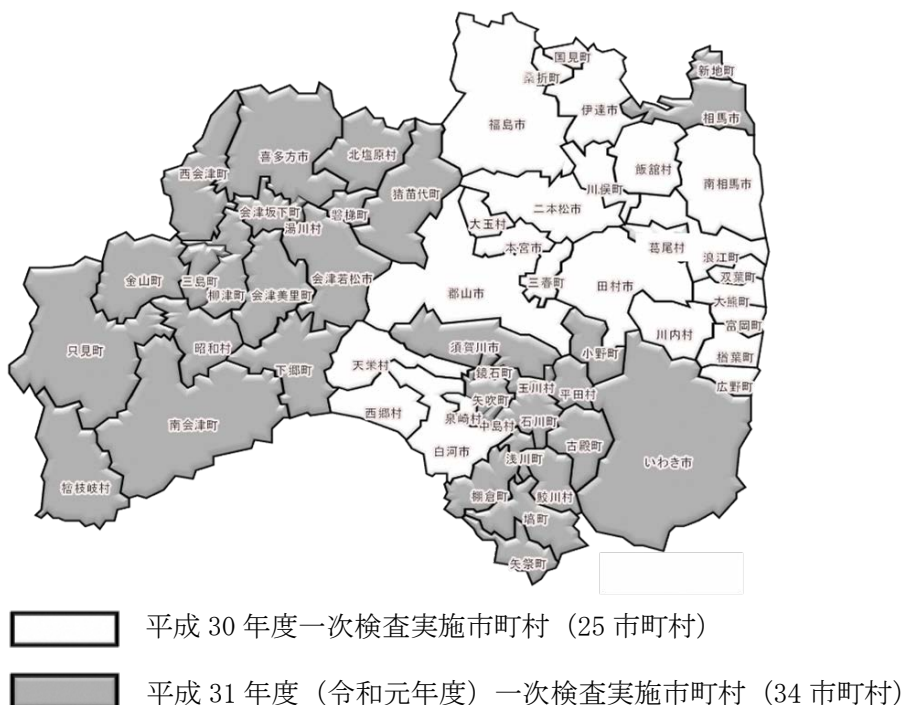 国見町
桑折町
新地町
伊達市
相馬市
福島市
喜多方市
北塩原村
西会津町
飯舘村
南相馬市
川俣町
猪苗代町
会津坂下町
磐梯町
二本松市
湯川村
大玉村
本宮市
葛尾村
浪江町
双葉町
金山町
三島町
会津若松市
柳津町
会津美里町
三春町
田村市
郡山市
大熊町
富岡町
川内村
只見町
昭和村
須賀川市
小野町
楢葉町
下郷町
天栄村
鏡石町
玉川村
平田村
広野町
矢吹町
西郷村
泉崎村
中島村
石川町
南会津町
古殿町
白河市
浅川町
いわき市
檜枝岐村
棚倉町
鮫川村
塙町
矢祭町
平成 30 年度一次検査実施市町村（25 市町村）
平成 31 年度（令和元年度）一次検査実施市町村（34 市町村）